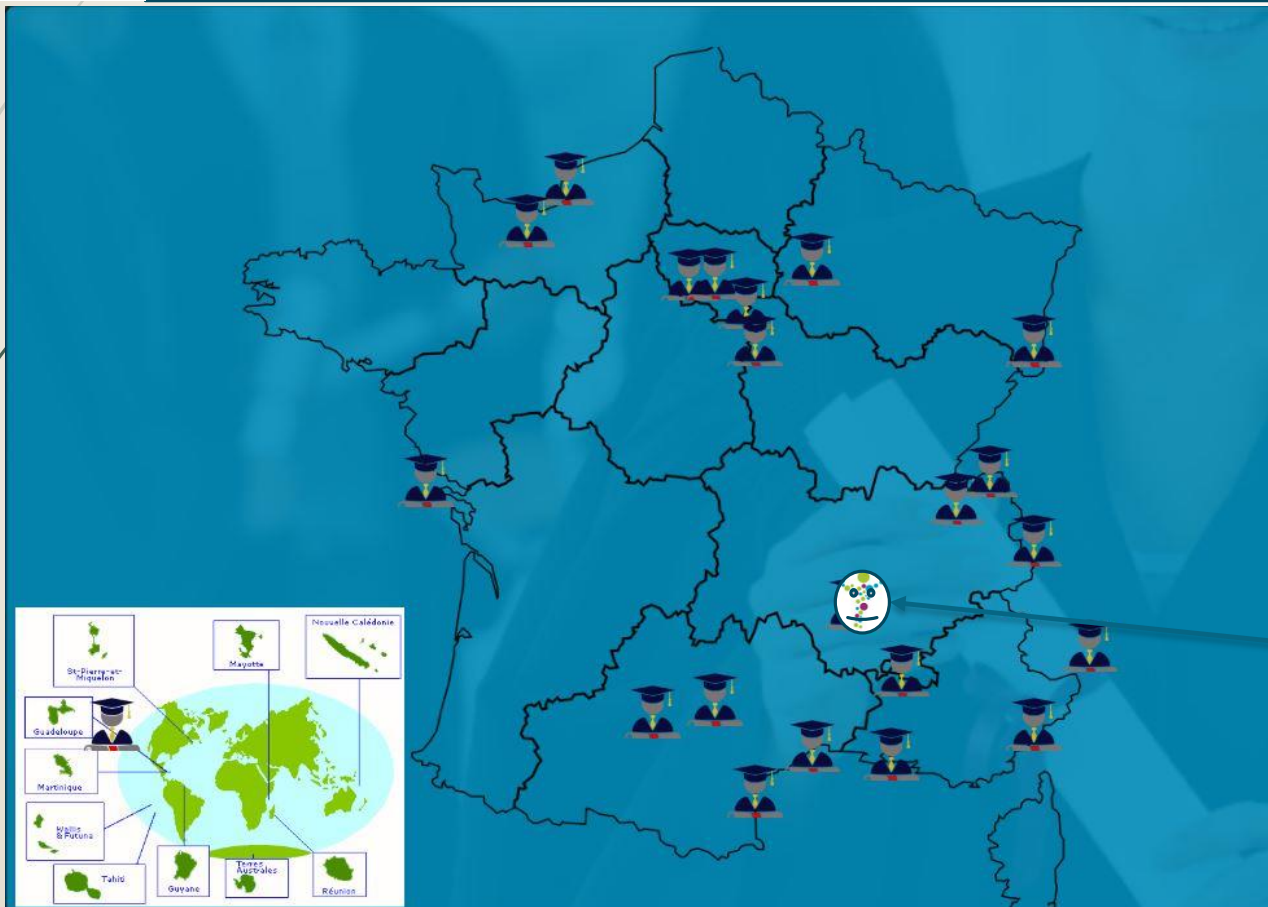 St-Pierre-et-
Miquelon
Mayotte
Nouvelle Calédonie
Guadeloupe
Martinique
Wallis
& Futuna
Tahiti
Guyane
Terres
Australes
Réunion